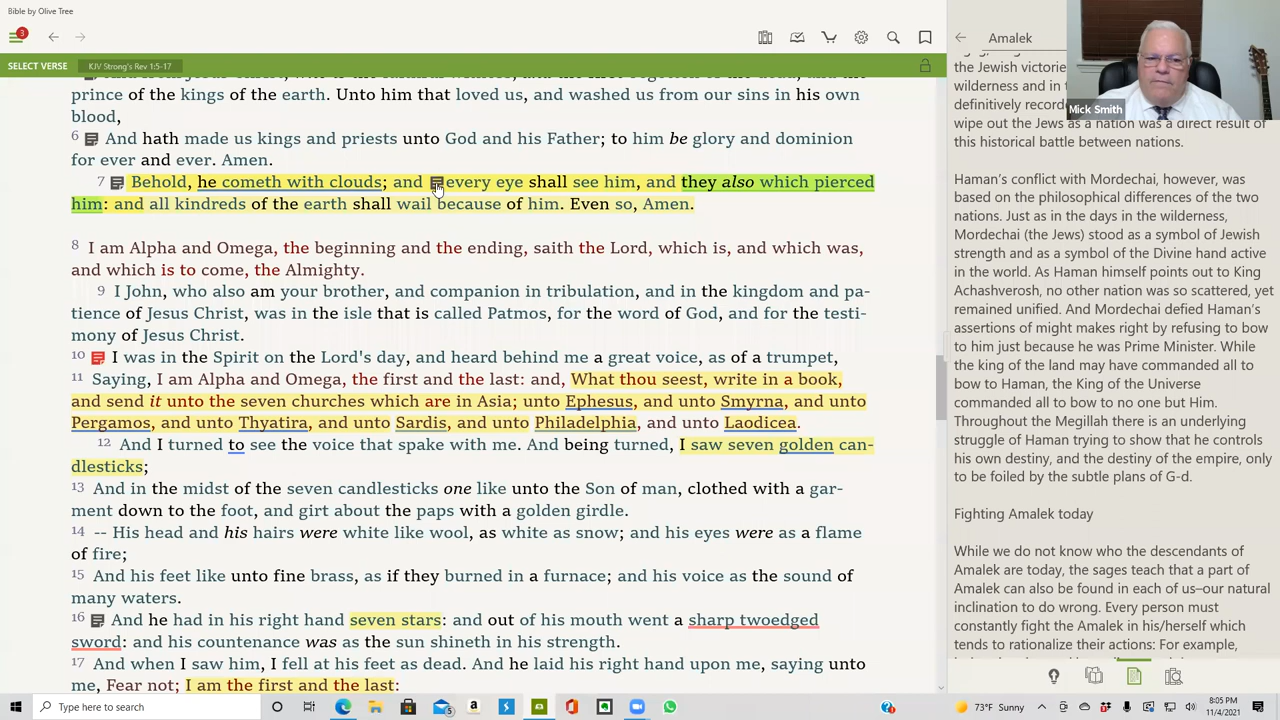 Bible by Olive Tree
3
SELECT VERSE KJV Strong's Rev 1:5-17
prince of the kings of the earth. Unto him that loved us, and washed us from our sins in his own
blood,
6 And hath made us kings and priests unto God and his Father; to him be glory and dominion
for ever and ever. Amen.
7 Behold, he cometh with clouds; and every eye shall see him, and they also which pierced
him: and all kindreds of the earth shall wail because of him. Even so, Amen.
8 I am Alpha and Omega, the beginning and the ending, saith the Lord, which is, and which was,
and which is to come, the Almighty.
9 I John, who also am your brother, and companion in tribulation, and in the kingdom and pa-
tience of Jesus Christ, was in the isle that is called Patmos, for the word of God, and for the testi-
mony of Jesus Christ.
10 I was in the Spirit on the Lord's day, and heard behind me a great voice, as of a trumpet,
11 Saying, I am Alpha and Omega, the first and the last: and, What thou seest, write in a book,
and send it unto the seven churches which are in Asia; unto Ephesus, and unto Smyrna, and unto
Pergamos, and unto Thyatira, and unto Sardis, and unto Philadelphia, and unto Laodicea.
12 And I turned to see the voice that spake with me. And being turned, I saw seven golden can-
dlesticks;
13 And in the midst of the seven candlesticks one like unto the Son of man, clothed with a gar-
ment down to the foot, and girt about the paps with a golden girdle.
14 -- His head and his hairs were white like wool, as white as snow; and his eyes were as a flame
of fire;
15 And his feet like unto fine brass, as if they burned in a furnace; and his voice as the sound of
many waters.
16 And he had in his right hand seven stars: and out of his mouth went a sharp twoedged
sword: and his countenance was as the sun shineth in his strength.
17 And when I saw him, I fell at his feet as dead. And he laid his right hand upon me, saying unto
me, Fear not; I am the first and the last:
Amalek
the Jewish victories
wilderness and in t
definitively record
Mick Smith
wipe out the Jews as a nation was a direct result of
this historical battle between nations.
Haman's conflict with Mordechai, however, was
based on the philosophical differences of the two
nations. Just as in the days in the wilderness,
Mordechai (the Jews) stood as a symbol of Jewish
strength and as a symbol of the Divine hand active
in the world. As Haman himself points out to King
Achashverosh, no other nation was so scattered, yet
remained unified. And Mordechai defied Haman's
assertions of might makes right by refusing to bow
to him just because he was Prime Minister. While
the king of the land may have commanded all to
bow to Haman, the King of the Universe
commanded all to bow to no one but Him.
Throughout the Megillah there is an underlying
struggle of Haman trying to show that he controls
his own destiny, and the destiny of the empire, only
to be foiled by the subtle plans of G-d.
Fighting Amalek today
While we do not know who the descendants of
Amalek are today, the sages teach that a part of
Amalek can also be found in each of us–our natural
inclination to do wrong. Every person must
constantly fight the Amalek in his/herself which
tends to rationalize their actions: For example,
Type here to search
5
73°F Sunny
8:05 PM
11/4/2021